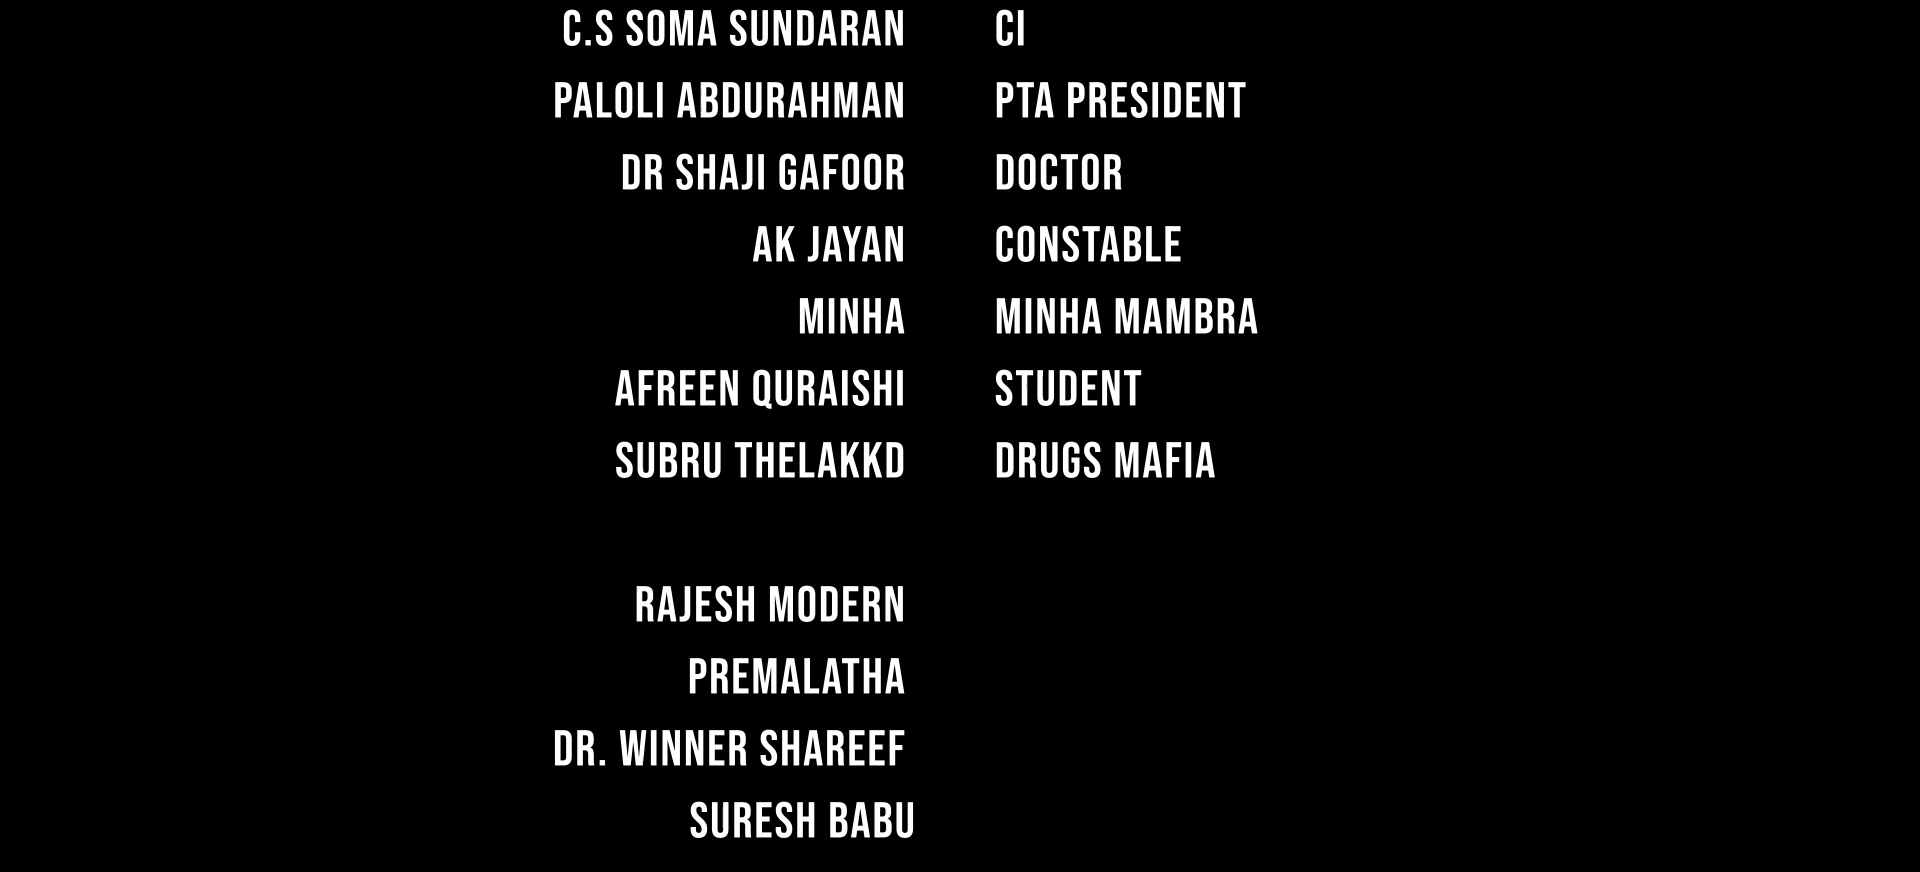 C.S SOMA SUNDARAN CI
PALOLI ABDURAHMAN PTA PRESIDENT
DR SHAJI GAFOOR DOCTOR
AK JAYAN CONSTABLE
MINHA MINHA MAMBRA
AFREEN QURAISHI STUDENT
SUBRU THELAKKD DRUGS MAFIA
RAJESH MODERN
PREMALATHA
DR. WINNER SHAREEF
SURESH BABU